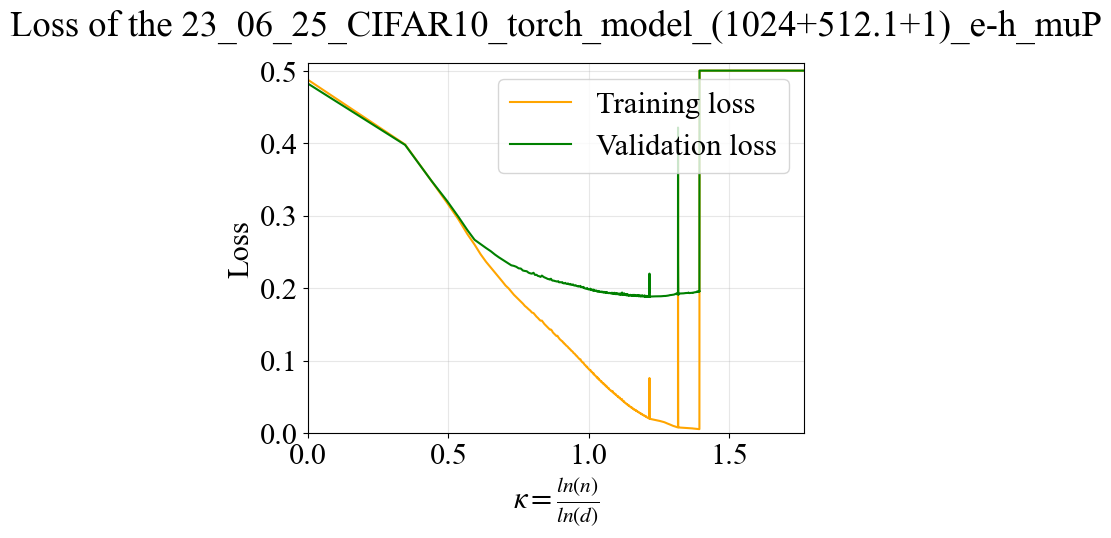 Loss of the 23_06_25_CIFAR10_torch_model_(1024+512.1+1)_e-h_muP
0.5
0.4
0.3
0.2
0.1
0.0
Loss
Training loss
Validation loss
0.0 0.5 1.0 1.5
κ = ln(n)
ln(d)